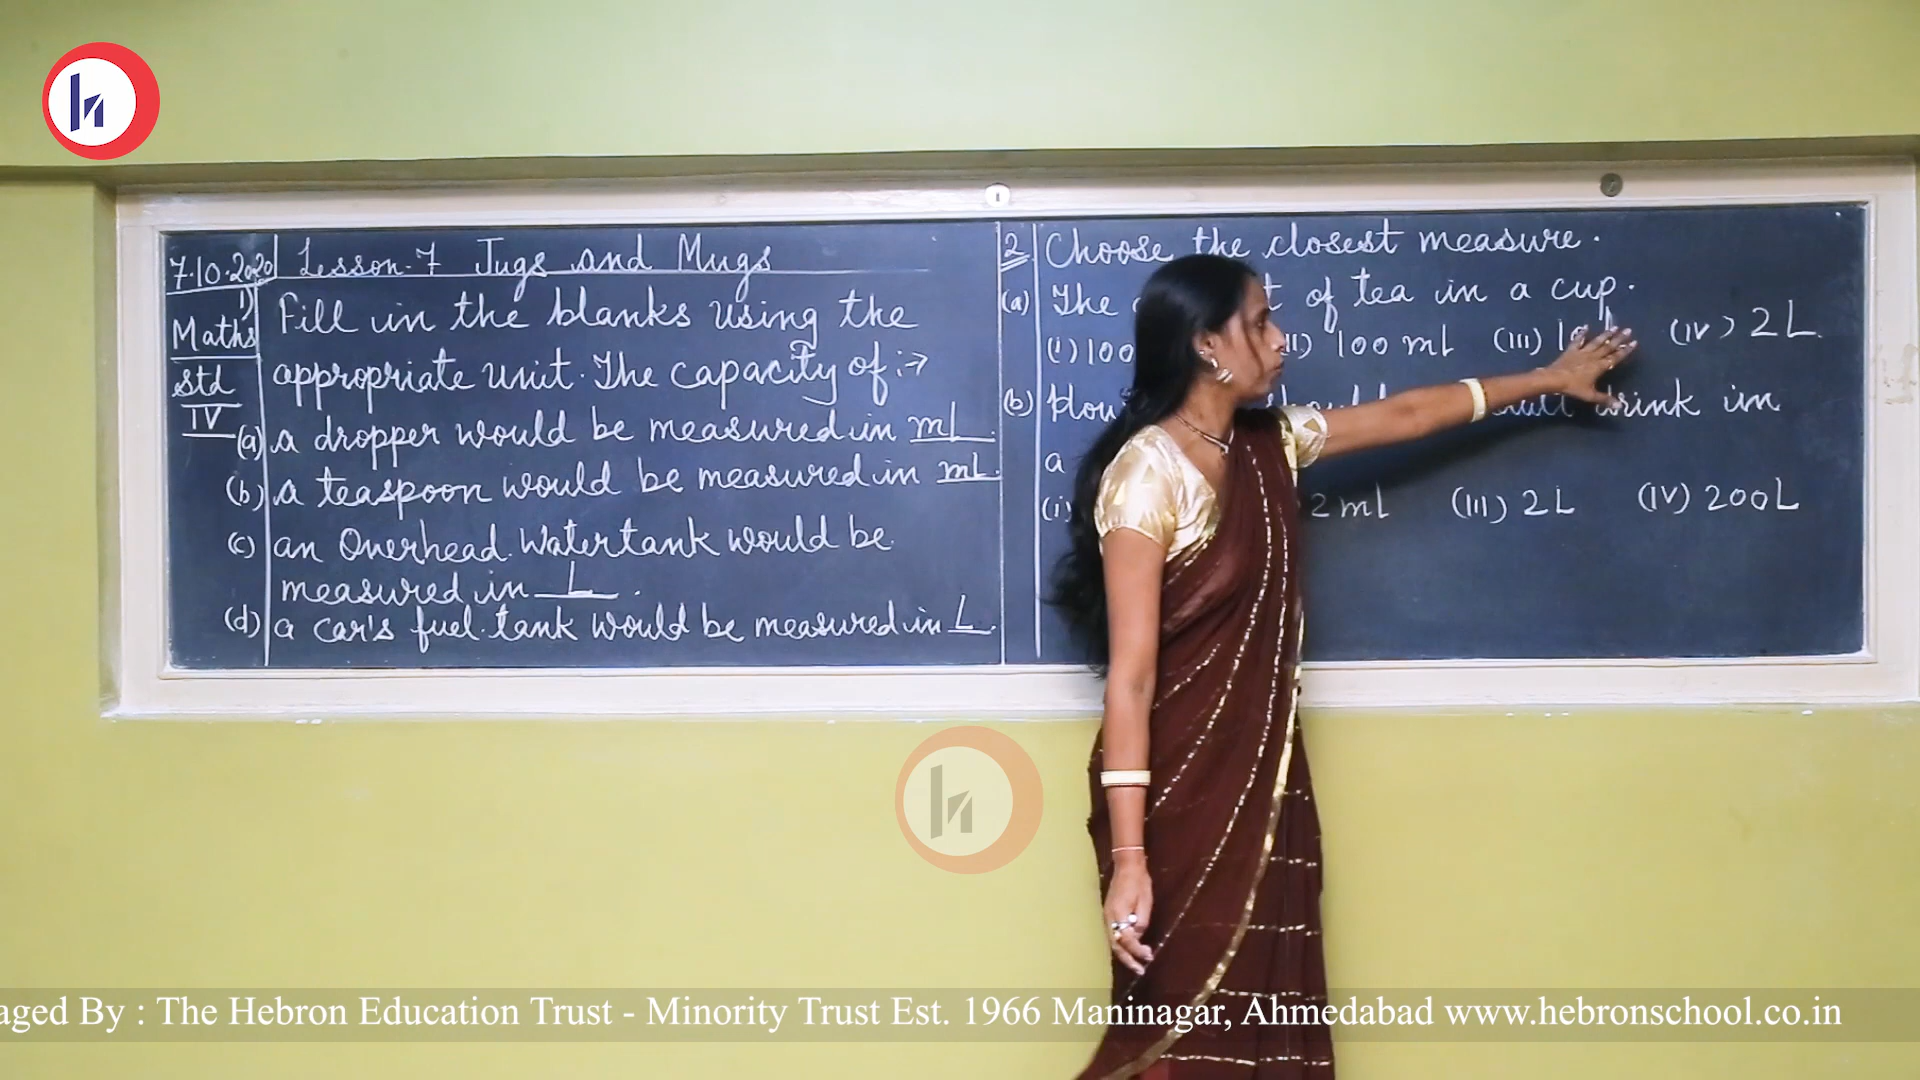 7.10.2020 Lesson-7 Jugs and Mugs
Maths
Std
IV
1) Fill in the blanks using the
appropriate unit. The capacity of :→
(a) a dropper would be measured in mL.
(b) a teaspoon would be measured in mL.
(c) an Overhead Watertank would be
measured in L.
(d) a car's fuel tank would be measured in L.
2 Choose the closest measure.
(a) The of tea in a cup.
(i) 100 (ii) 100 ml (iii) (iv) 2L.
(b) drink in
a
(i) 2 mL (iii) 2L (iv) 200L
aged By : The Hebron Education Trust - Minority Trust Est. 1966 Maninagar, Ahmedabad www.hebronschool.co.in